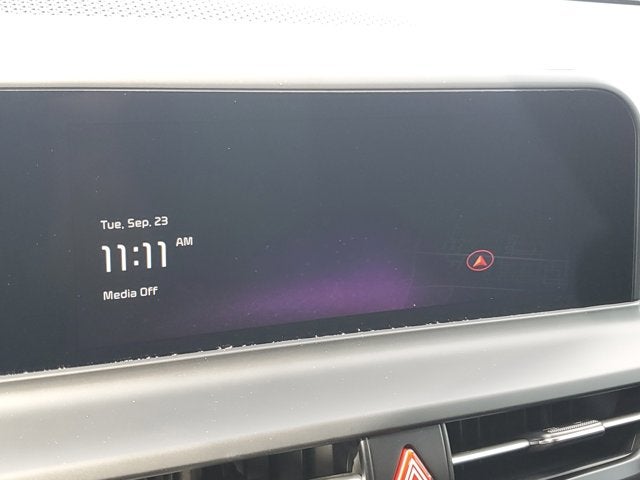 Tue, Sep. 23
11:11 AM
Media Off